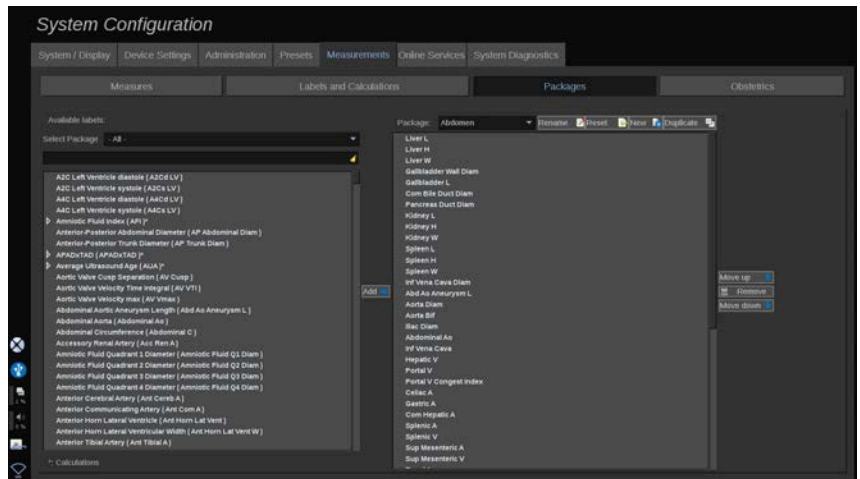 System Configuration
System / Display Device Settings Administration Presets Measurements Online Services System Diagnostics
Measures Labels and Calculations Packages Obstetrics
Available labels:
Select Package - All -
Package: Abdomen Rename Reset New Duplicate
A2C Left Ventricle diastole ( A2Cd LV )
A2C Left Ventricle systole ( A2Cs LV )
A4C Left Ventricle diastole ( A4Cd LV )
A4C Left Ventricle systole ( A4Cs LV )
Amniotic Fluid Index ( AFI )*
Anterior-Posterior Abdominal Diameter ( AP Abdominal Diam )
Anterior-Posterior Trunk Diameter ( AP Trunk Diam )
APADxTAD ( APADxTAD )*
Average Ultrasound Age ( AUA )*
Aortic Valve Cusp Separation ( AV Cusp )
Aortic Valve Velocity Time Integral ( AV VTI )
Aortic Valve Velocity max ( AV Vmax )
Abdominal Aortic Aneurysm Length ( Abd Ao Aneurysm L )
Abdominal Aorta ( Abdominal Ao )
Abdominal Circumference ( Abdominal C )
Accessory Renal Artery ( Acc Ren A )
Amniotic Fluid Quadrant 1 Diameter ( Amniotic Fluid Q1 Diam )
Amniotic Fluid Quadrant 2 Diameter ( Amniotic Fluid Q2 Diam )
Amniotic Fluid Quadrant 3 Diameter ( Amniotic Fluid Q3 Diam )
Amniotic Fluid Quadrant 4 Diameter ( Amniotic Fluid Q4 Diam )
Anterior Cerebral Artery ( Ant Cereb A )
Anterior Communicating Artery ( Ant Com A )
Anterior Horn Lateral Ventricle ( Ant Horn Lat Vent )
Anterior Horn Lateral Ventricular Width ( Ant Horn Lat Vent W )
Anterior Tibial Artery ( Ant Tibial A )
*: Calculations
Add
Liver L
Liver H
Liver W
Gallbladder Wall Diam
Gallbladder L
Com Bile Duct Diam
Pancreas Duct Diam
Kidney L
Kidney H
Kidney W
Spleen L
Spleen H
Spleen W
Inf Vena Cava Diam
Abd Ao Aneurysm L
Aorta Diam
Aorta Bif
Iliac Diam
Abdominal Ao
Inf Vena Cava
Hepatic V
Portal V
Portal V Congest Index
Celiac A
Gastric A
Com Hepatic A
Splenic A
Splenic V
Sup Mesenteric A
Sup Mesenteric V
Move up
Remove
Move down